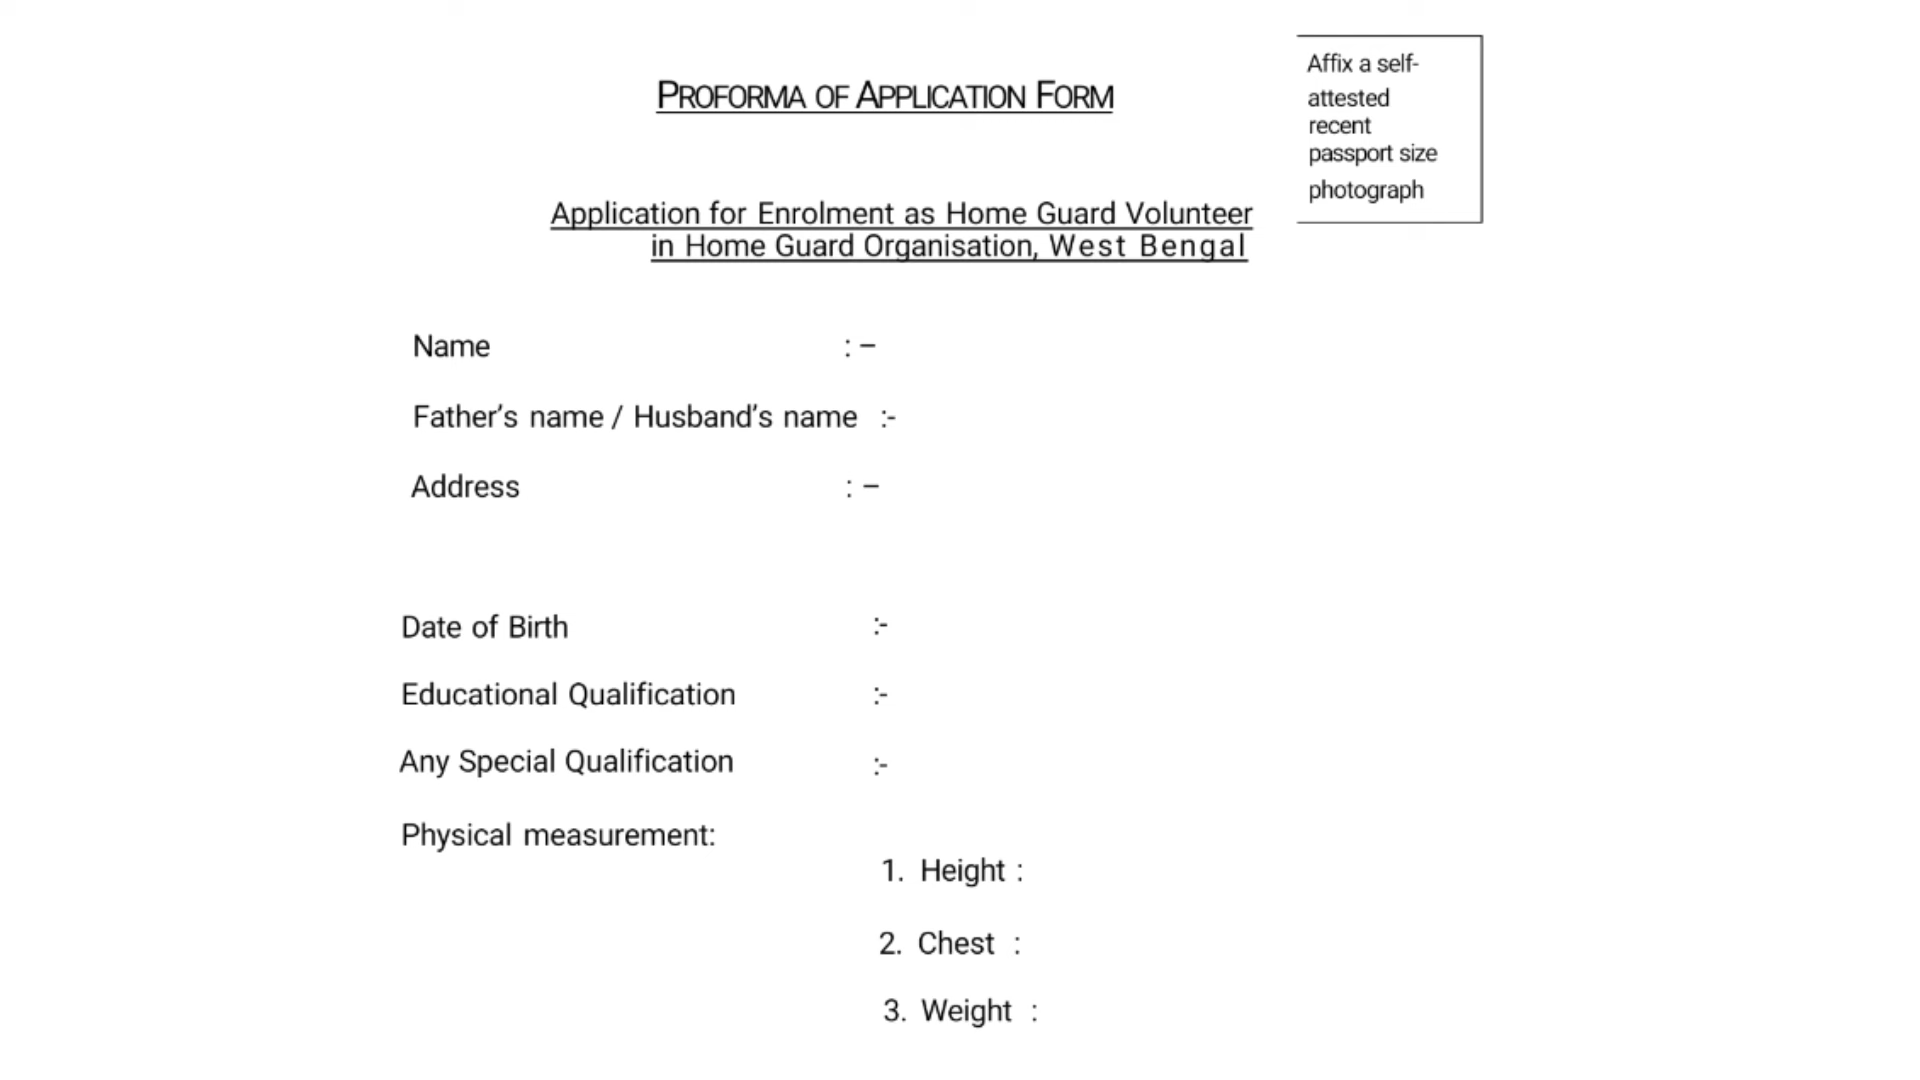 PROFORMA OF APPLICATION FORM
Affix a self-
attested
recent
passport size
photograph
Application for Enrolment as Home Guard Volunteer
in Home Guard Organisation, West Bengal
Name : –
Father’s name / Husband’s name :-
Address : –
Date of Birth :-
Educational Qualification :-
Any Special Qualification :-
Physical measurement:
1. Height :
2. Chest :
3. Weight :